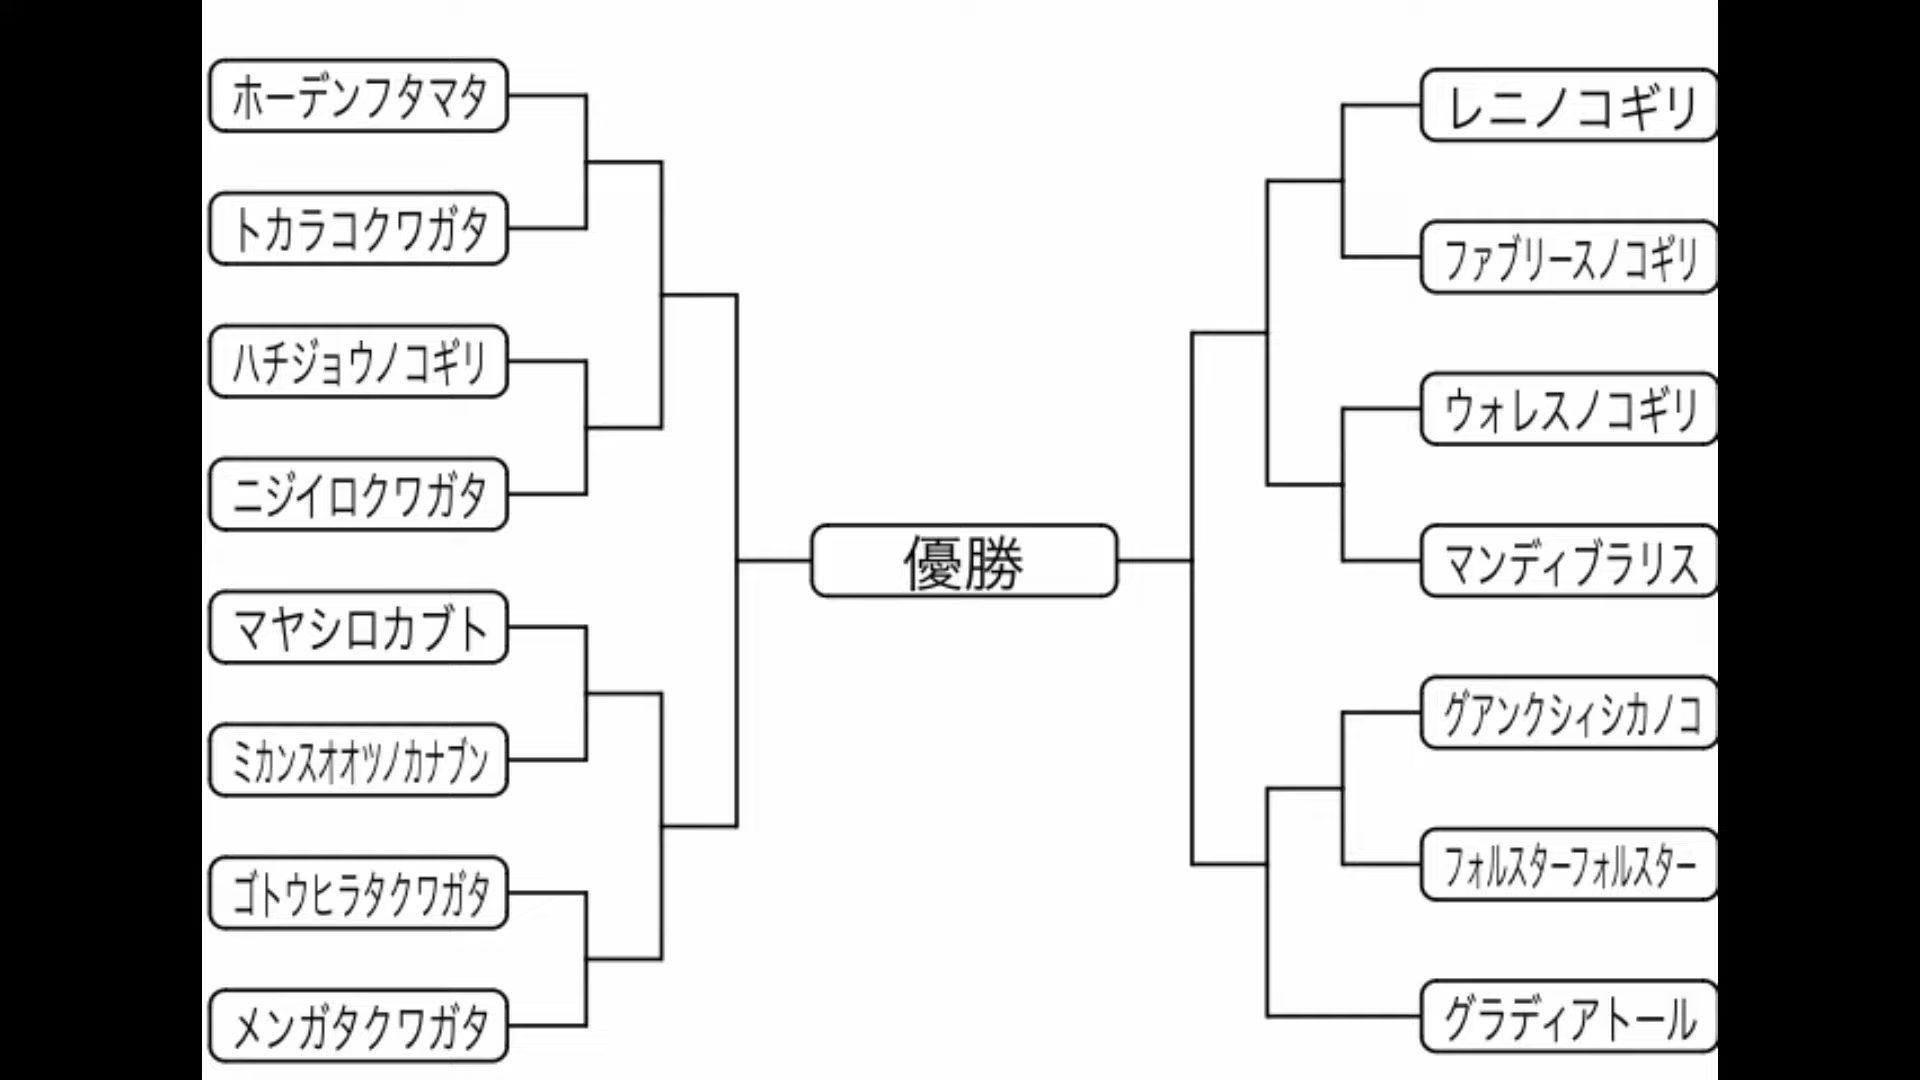 ホーデンフタマタ
トカラコクワガタ
ハチジョウノコギリ
ニジイロクワガタ
マヤシロカブト
ミカンスオオツノカナブン
ゴトウヒラタクワガタ
メンガタクワガタ
優勝
レニノコギリ
ファブリースノコギリ
ウォレスノコギリ
マンディブラリス
グアンクシィシカノコ
フォルスターフォルスター
グラディアトール